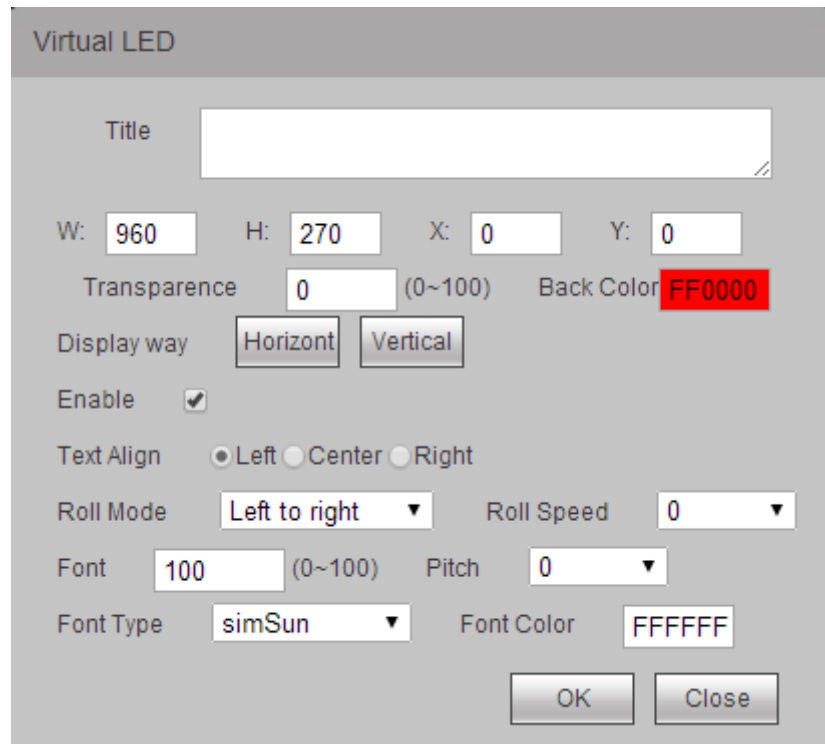 Virtual LED
Title
W: 960 H: 270 X: 0 Y: 0
Transparence 0 (0~100) Back Color FF0000
Display way Horizont Vertical
Enable
Text Align Left Center Right
Roll Mode Left to right Roll Speed 0
Font 100 (0~100) Pitch 0
Font Type simSun Font Color FFFFFF
OK Close